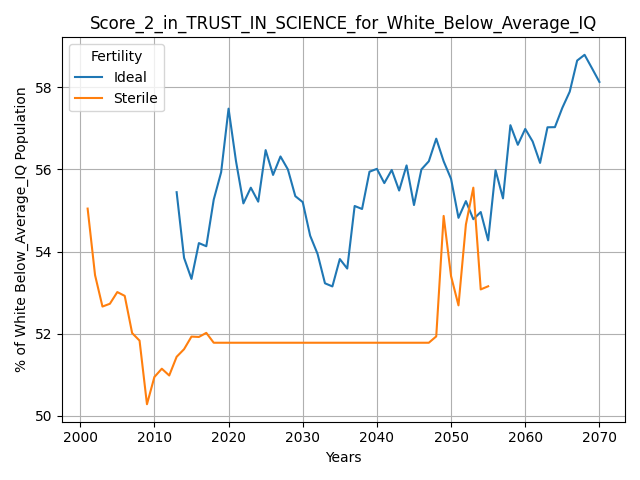 Score_2_in_TRUST_IN_SCIENCE_for_White_Below_Average_IQ
Fertility
Ideal
Sterile
% of White Below_Average_IQ Population
58
56
54
52
50
2000 2010 2020 2030 2040 2050 2060 2070
Years